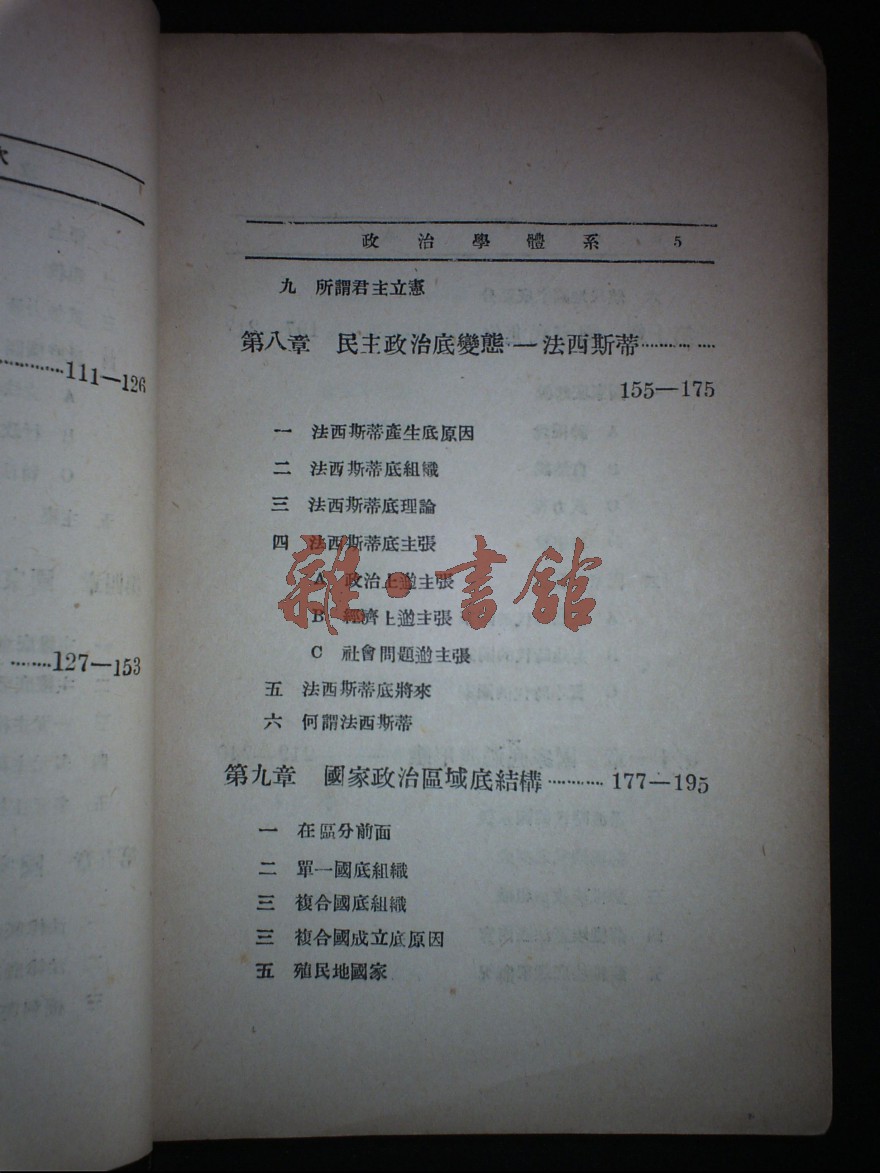 次
111—126
127—153
政治學體系 5
九 所謂君主立憲
第八章 民主政治底變態—法西斯蒂…………
155—175
一 法西斯蒂產生底原因
二 法西斯蒂底組織
三 法西斯蒂底理論
四 法西斯蒂底主張
A 政治上邀主張
B 經濟上邀主張
C 社會問題邀主張
五 法西斯蒂底將來
六 何謂法西斯蒂
第九章 國家政治區域底結構………… 177—195
一 在區分前面
二 單一國底組織
三 複合國底組織
三 複合國成立底原因
五 殖民地國家
雜·書館